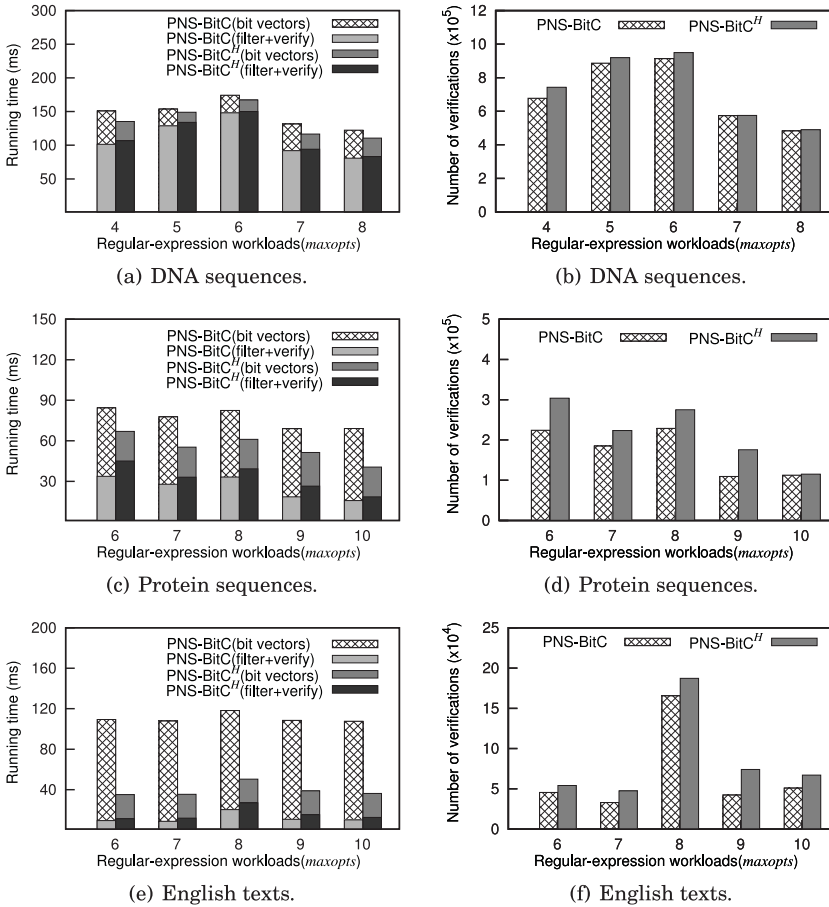 300
250
200
150
100
50
Running time (ms)
PNS-BitC(bit vectors)
PNS-BitC(filter+verify)
PNS-BitC^H(bit vectors)
PNS-BitC^H(filter+verify)
4 5 6 7 8
Regular-expression workloads(maxopts)
(a) DNA sequences.
12
10
8
6
4
2
0
Number of verifications (x10^5)
PNS-BitC
PNS-BitC^H
4 5 6 7 8
Regular-expression workloads(maxopts)
(b) DNA sequences.
150
120
90
60
30
Running time (ms)
PNS-BitC(bit vectors)
PNS-BitC(filter+verify)
PNS-BitC^H(bit vectors)
PNS-BitC^H(filter+verify)
6 7 8 9 10
Regular-expression workloads(maxopts)
(c) Protein sequences.
5
4
3
2
1
0
Number of verifications (x10^5)
PNS-BitC
PNS-BitC^H
6 7 8 9 10
Regular-expression workloads(maxopts)
(d) Protein sequences.
200
160
120
80
40
Running time (ms)
PNS-BitC(bit vectors)
PNS-BitC(filter+verify)
PNS-BitC^H(bit vectors)
PNS-BitC^H(filter+verify)
6 7 8 9 10
Regular-expression workloads(maxopts)
(e) English texts.
25
20
15
10
5
0
Number of verifications (x10^4)
PNS-BitC
PNS-BitC^H
6 7 8 9 10
Regular-expression workloads(maxopts)
(f) English texts.